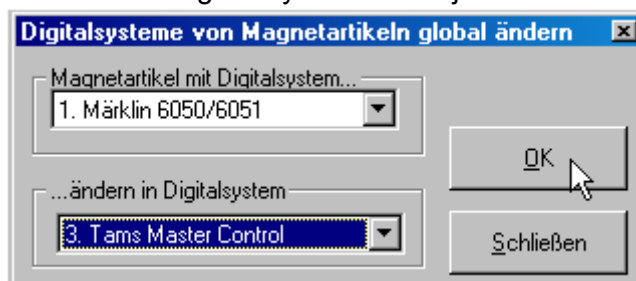 Digitalsysteme von Magnetartikeln global ändern
Magnetartikel mit Digitalsystem...
1. Märklin 6050/6051
OK
...ändern in Digitalsystem
3. Tams Master Control
Schließen